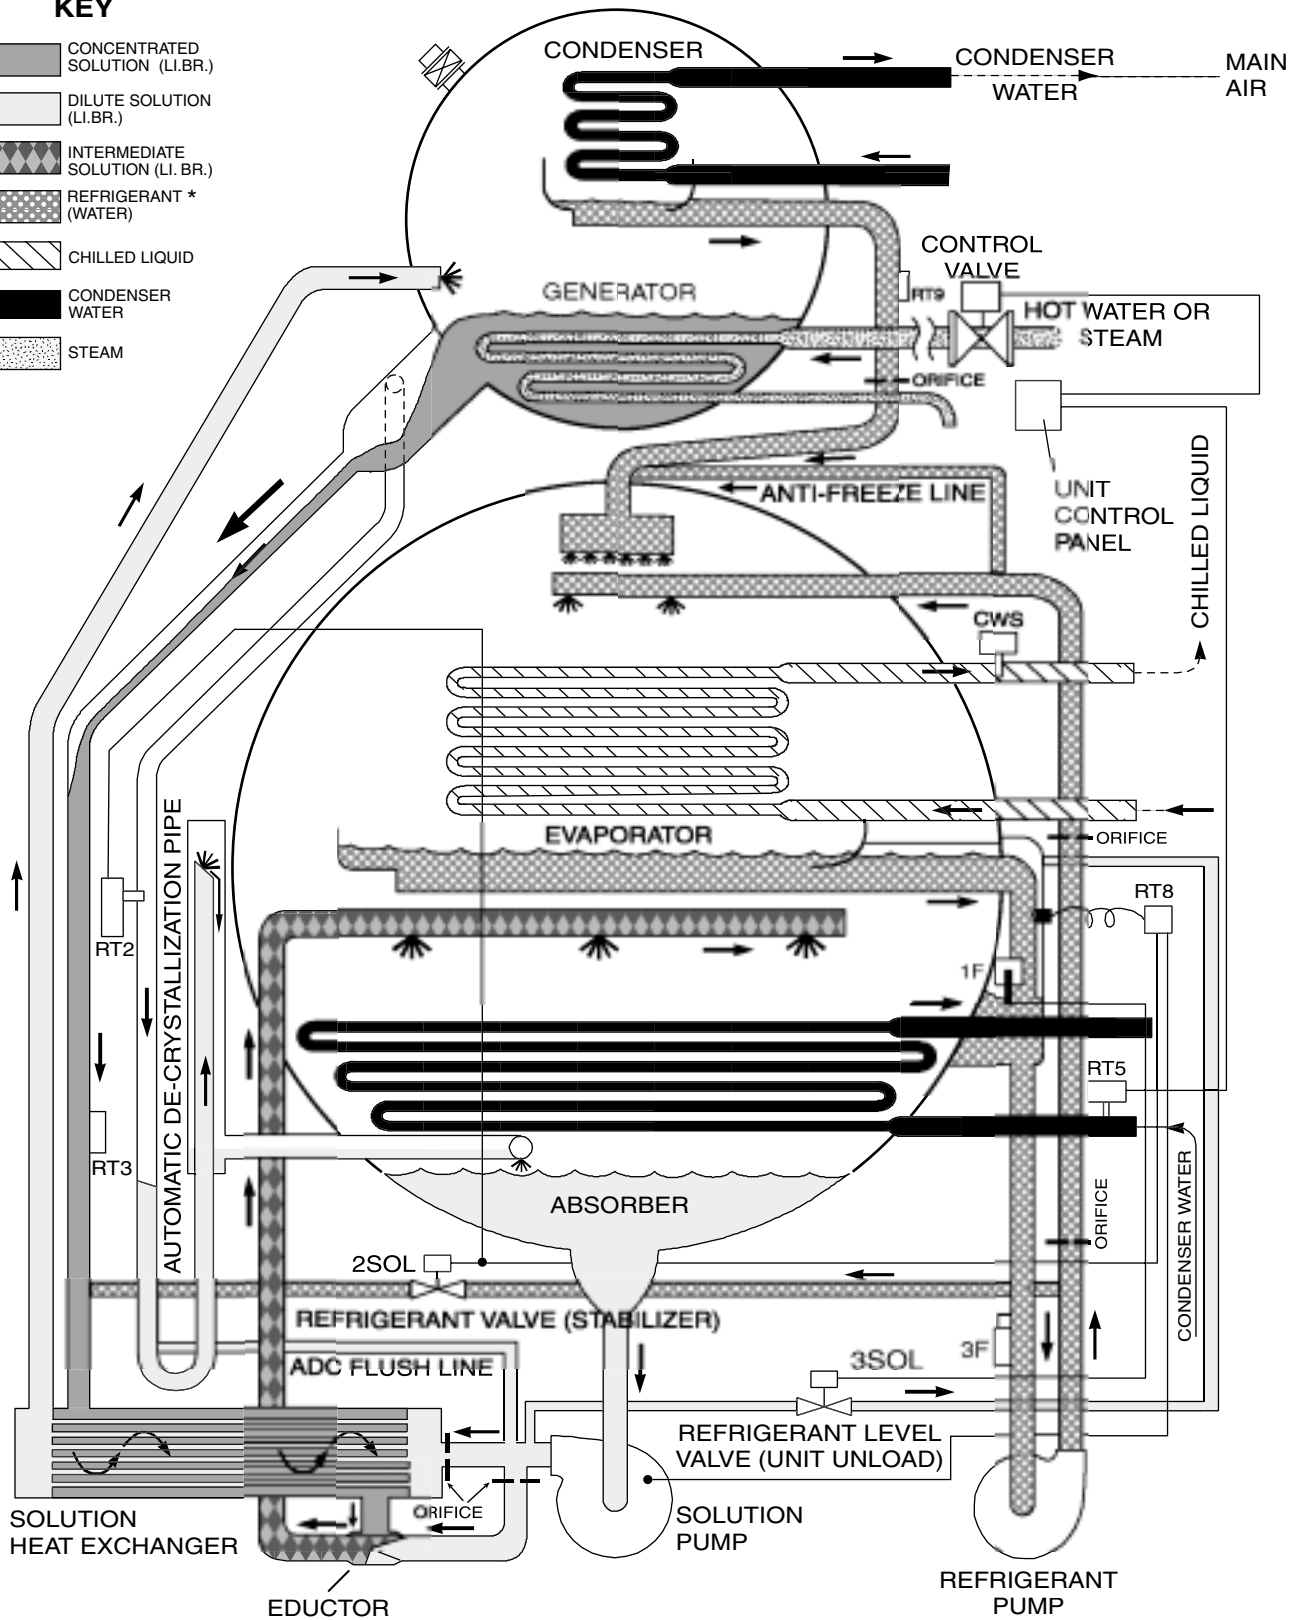 KEY
CONCENTRATED
SOLUTION (LI.BR.)
DILUTE SOLUTION
(LI.BR.)
INTERMEDIATE
SOLUTION (LI. BR.)
REFRIGERANT *
(WATER)
CHILLED LIQUID
CONDENSER
WATER
STEAM
CONDENSER
CONDENSER
WATER
MAIN
AIR
CONTROL
VALVE
GENERATOR
RT9
HOT WATER OR
STEAM
ORIFICE
ANTI-FREEZE LINE
UNIT
CONTROL
PANEL
CHILLED LIQUID
CWS
EVAPORATOR
ORIFICE
RT8
RT2
AUTOMATIC DE-CRYSTALLIZATION PIPE
1F
RT5
RT3
ABSORBER
CONDENSER WATER
ORIFICE
2SOL
REFRIGERANT VALVE (STABILIZER)
ADC FLUSH LINE
3SOL
3F
REFRIGERANT LEVEL
VALVE (UNIT UNLOAD)
ORIFICE
SOLUTION
HEAT EXCHANGER
SOLUTION
PUMP
EDUCTOR
REFRIGERANT
PUMP